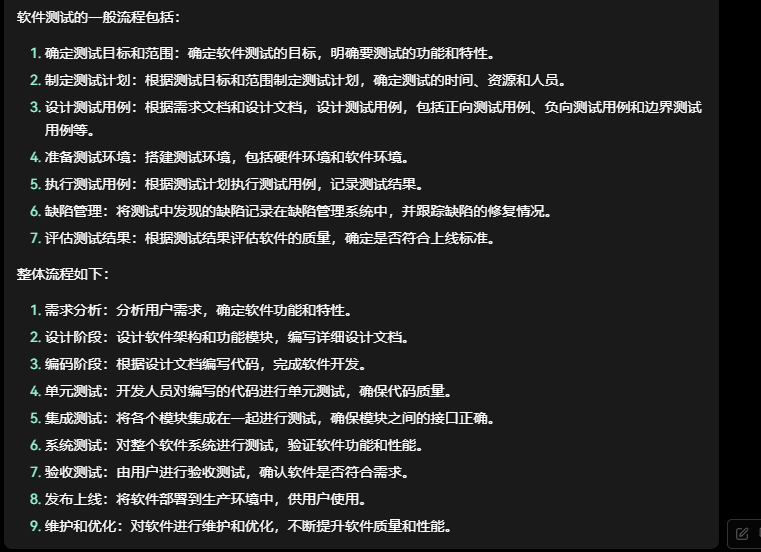 软件测试的一般流程包括：
1. 确定测试目标和范围：确定软件测试的目标，明确要测试的功能和特性。
2. 制定测试计划：根据测试目标和范围制定测试计划，确定测试的时间、资源和人员。
3. 设计测试用例：根据需求文档和设计文档，设计测试用例，包括正向测试用例、负向测试用例和边界测试
用例等。
4. 准备测试环境：搭建测试环境，包括硬件环境和软件环境。
5. 执行测试用例：根据测试计划执行测试用例，记录测试结果。
6. 缺陷管理：将测试中发现的缺陷记录在缺陷管理系统中，并跟踪缺陷的修复情况。
7. 评估测试结果：根据测试结果评估软件的质量，确定是否符合上线标准。
整体流程如下：
1. 需求分析：分析用户需求，确定软件功能和特性。
2. 设计阶段：设计软件架构和功能模块，编写详细设计文档。
3. 编码阶段：根据设计文档编写代码，完成软件开发。
4. 单元测试：开发人员对编写的代码进行单元测试，确保代码质量。
5. 集成测试：将各个模块集成在一起进行测试，确保模块之间的接口正确。
6. 系统测试：对整个软件系统进行测试，验证软件功能和性能。
7. 验收测试：由用户进行验收测试，确认软件是否符合需求。
8. 发布上线：将软件部署到生产环境中，供用户使用。
9. 维护和优化：对软件进行维护和优化，不断提升软件质量和性能。